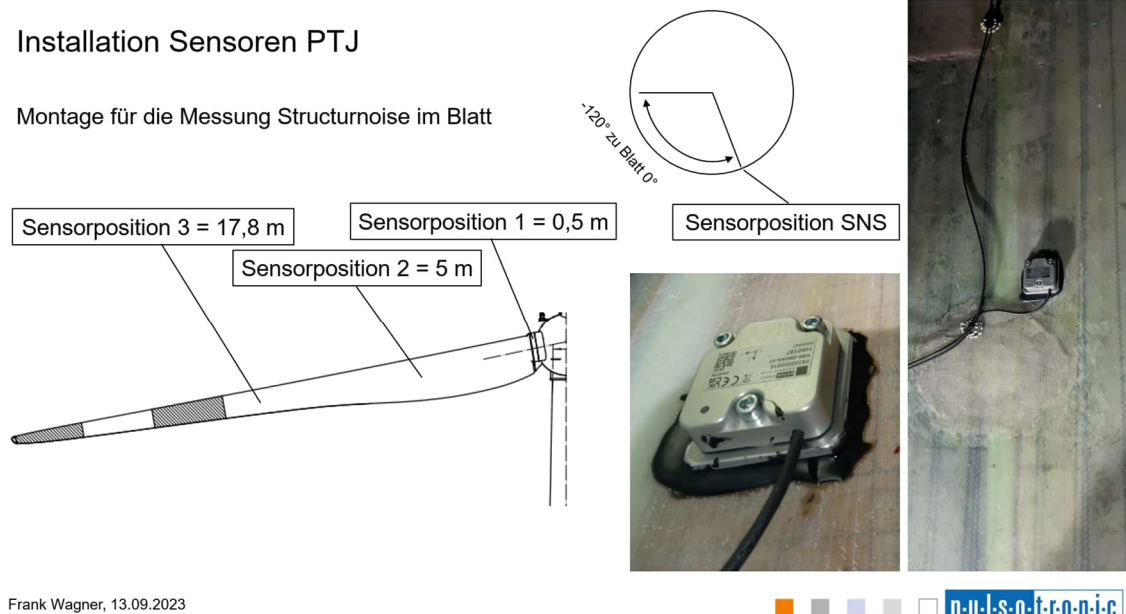 Installation Sensoren PTJ
Montage für die Messung Structurnoise im Blatt
-120° zu Blatt 0°
Sensorposition 3 = 17,8 m
Sensorposition 1 = 0,5 m
Sensorposition SNS
Sensorposition 2 = 5 m
CE
Frank Wagner, 13.09.2023
n·u·l·s·o·t·r·o·n·i·c